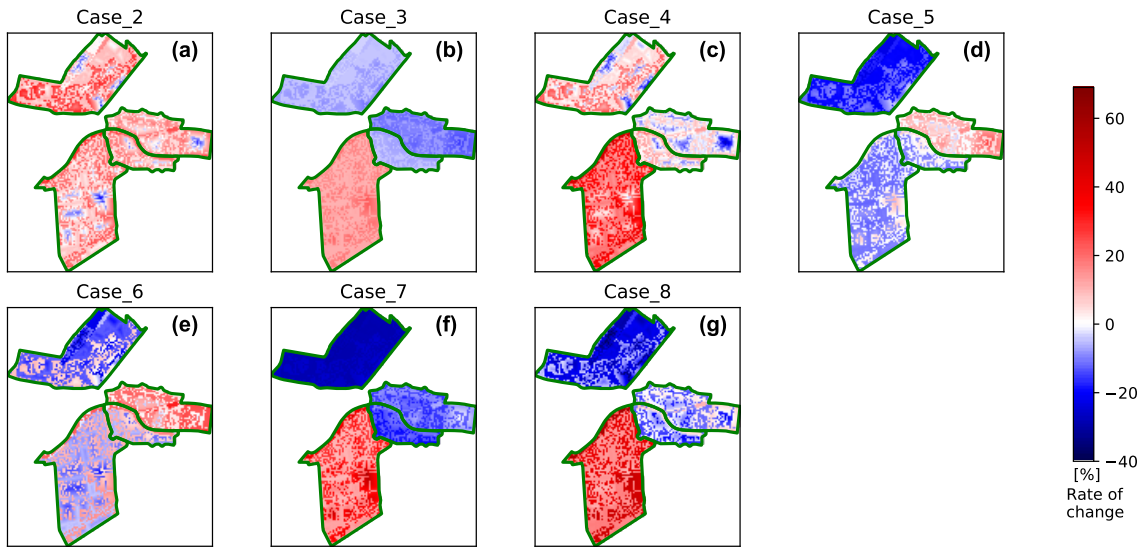 Case_2
Case_3
Case_4
Case_5
(a)
(b)
(c)
(d)
Case_6
Case_7
Case_8
(e)
(f)
(g)
60
40
20
0
−20
−40
[%]
Rate of
change